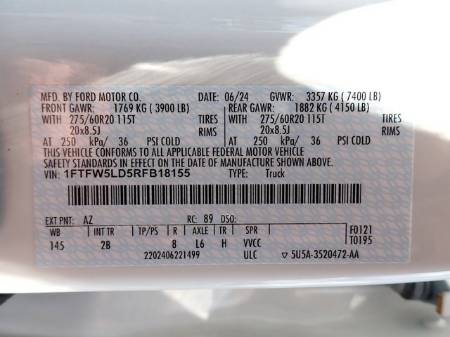 MFD. BY FORD MOTOR CO. DATE: 06/24 GVWR: 3357 KG ( 7400 LB)
FRONT GAWR: 1769 KG ( 3900 LB) REAR GAWR: 1882 KG ( 4150 LB)
WITH 275/60R20 115T TIRES WITH 275/60R20 115T TIRES
20x8.5J RIMS 20x8.5J RIMS
AT 250 kPa/ 36 PSI COLD AT 250 kPa/ 36 PSI COLD
THIS VEHICLE CONFORMS TO ALL APPLICABLE FEDERAL MOTOR VEHICLE
SAFETY STANDARDS IN EFFECT ON THE DATE OF MANUFACTURE SHOWN ABOVE.
VIN: 1FTFW5LD5RFB18155 TYPE: Truck
EXT PNT: AZ RC: 89 DSO:
WB INT TR TP/PS R AXLE TR SPR F0121
145 2B 8 L6 H VVCC T0195
2202406221499 ULC 5U5A-3520472-AA